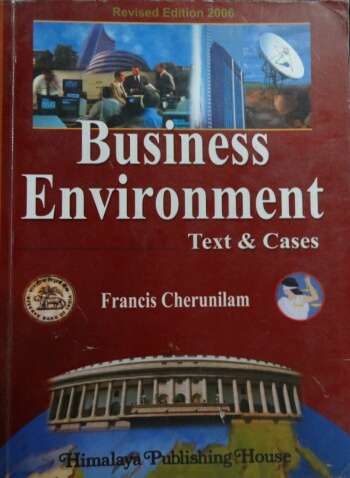 Revised Edition 2006
Business
Environment
Text & Cases
Francis Cherunilam
Himalaya Publishing House